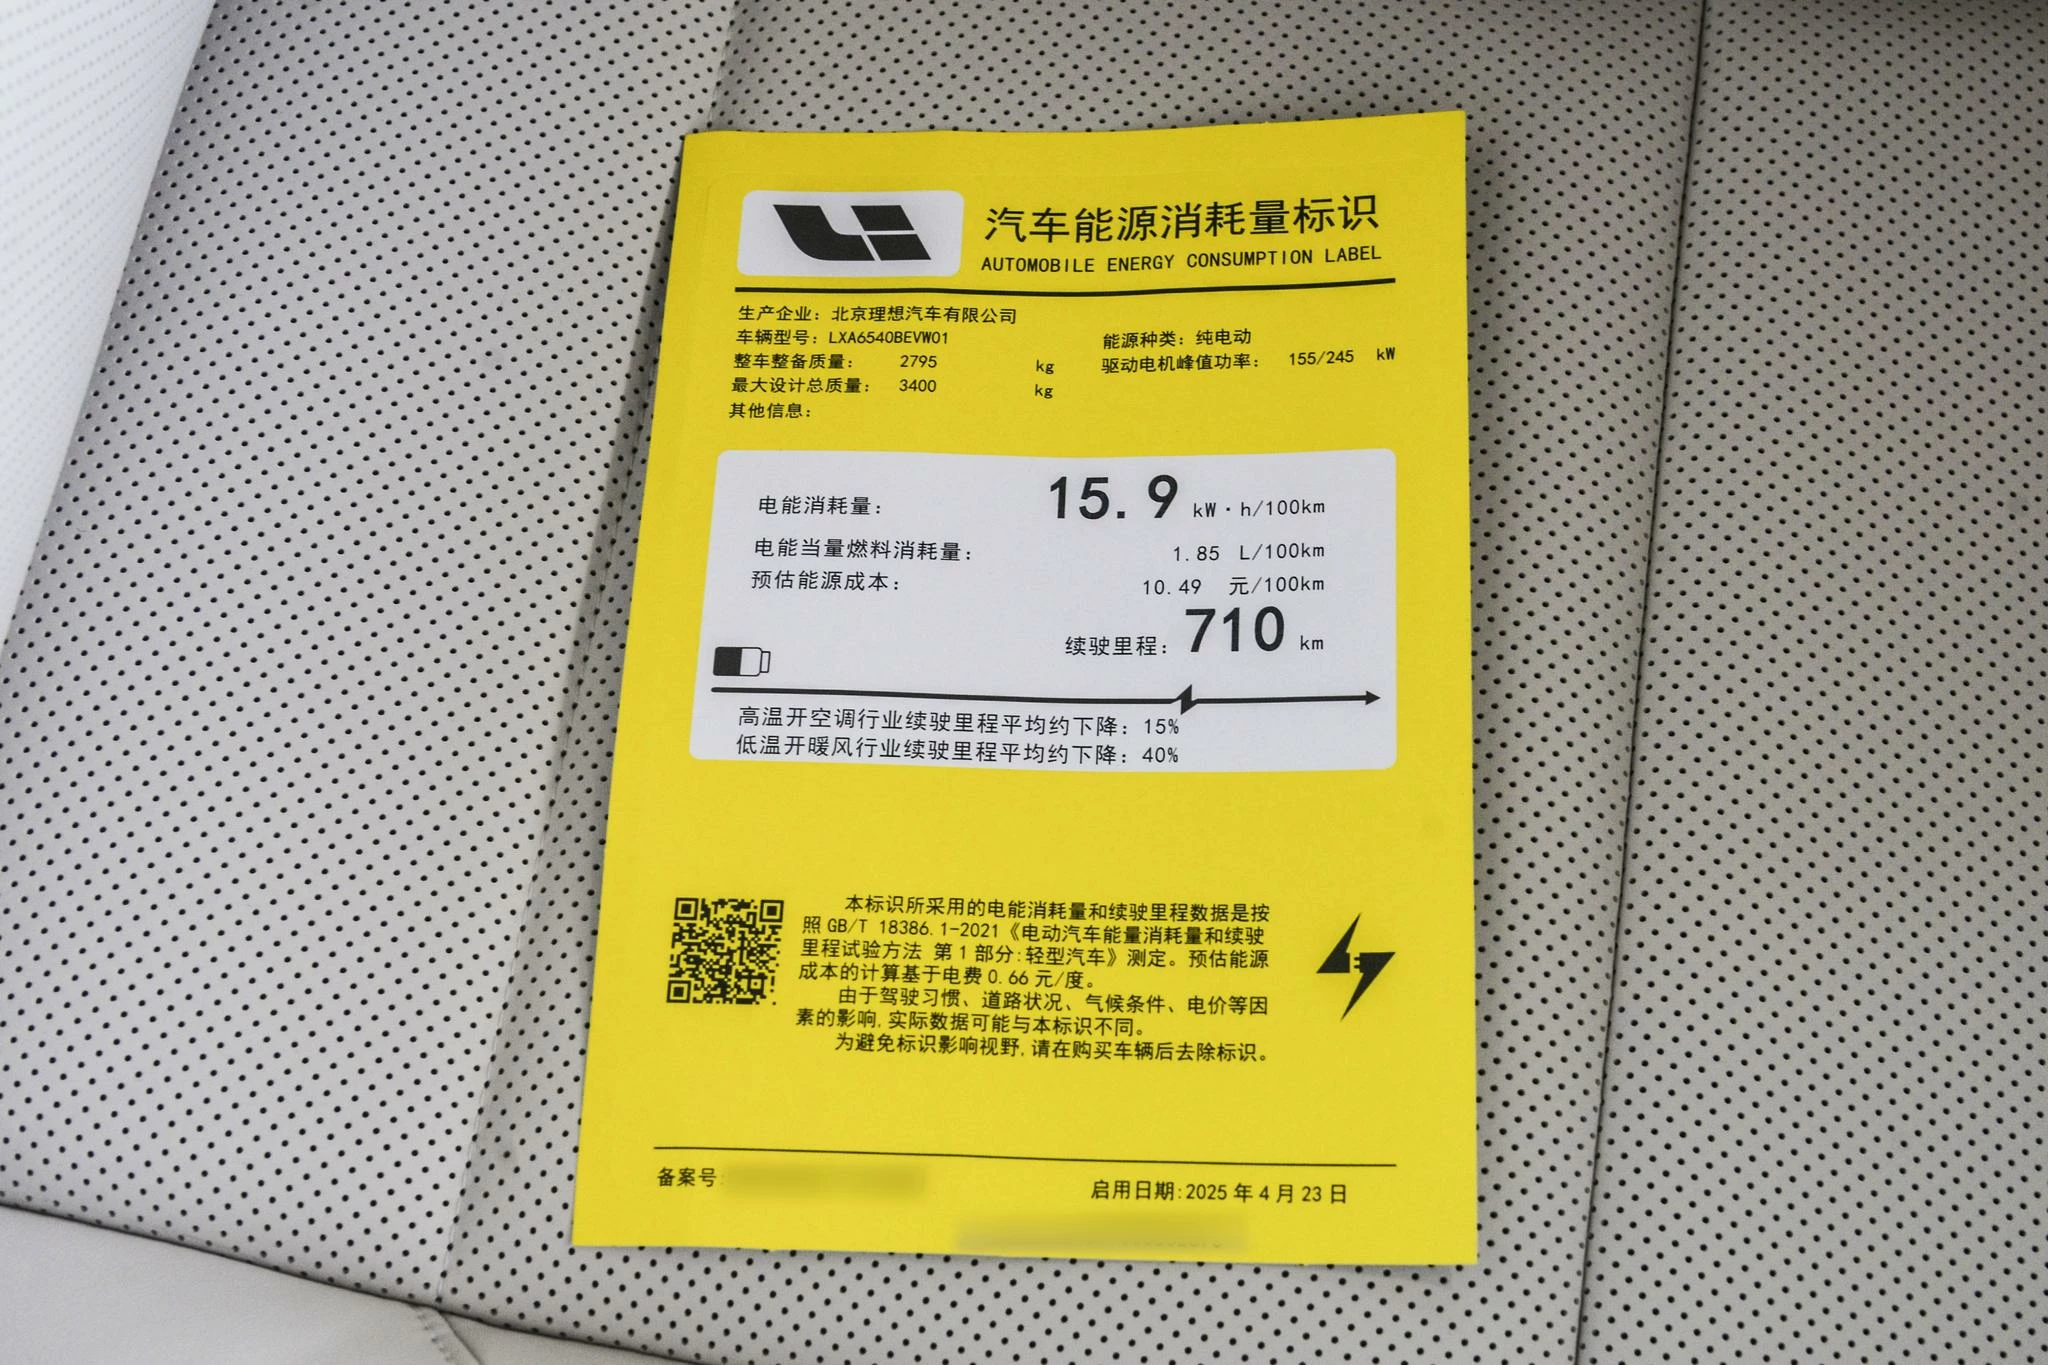 汽车能源消耗量标识
AUTOMOBILE ENERGY CONSUMPTION LABEL
生产企业：北京理想汽车有限公司
车辆型号：LXA6540BEVW01
能源种类：纯电动
整车整备质量： 2795 kg
驱动电机峰值功率： 155/245 kW
最大设计总质量： 3400 kg
其他信息：
电能消耗量： 15.9 kW·h/100km
电能当量燃料消耗量： 1.85 L/100km
预估能源成本： 10.49 元/100km
续驶里程：710 km
高温开空调行业续驶里程平均约下降：15%
低温开暖风行业续驶里程平均约下降：40%
本标识所采用的电能消耗量和续驶里程数据是按
照 GB/T 18386.1-2021《电动汽车能量消耗量和续驶
里程试验方法 第1部分:轻型汽车》测定。预估能源
成本的计算基于电费 0.66 元/度。
由于驾驶习惯、道路状况、气候条件、电价等因
素的影响,实际数据可能与本标识不同。
为避免标识影响视野,请在购买车辆后去除标识。
备案号:
启用日期:2025 年 4 月 23 日